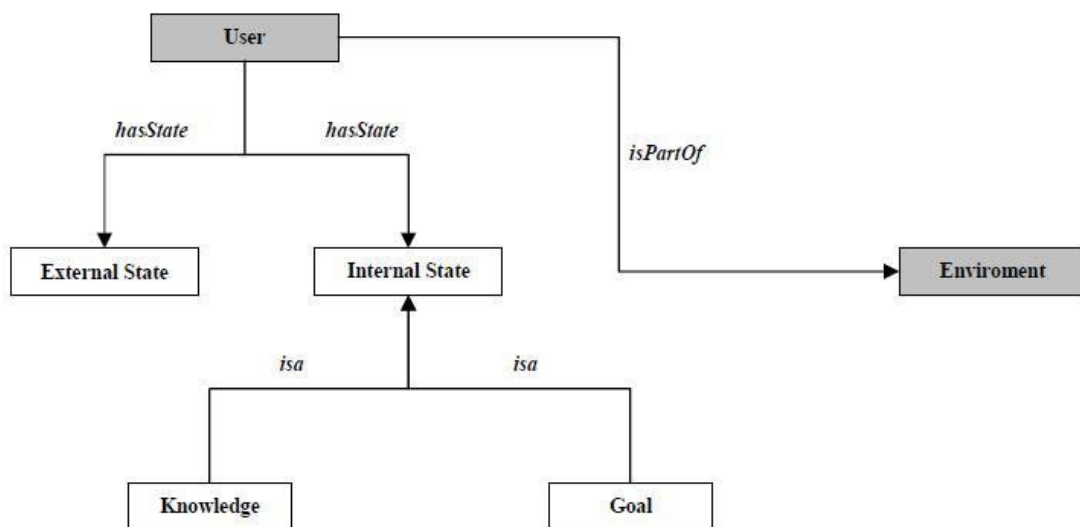 User
hasState
hasState
isPartOf
External State
Internal State
Enviroment
isa
isa
Knowledge
Goal